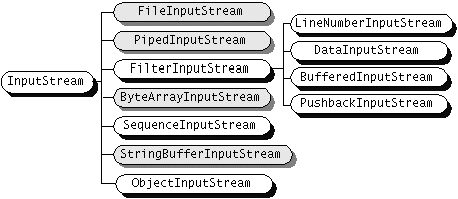 InputStream
FileInputStream
PipedInputStream
FilterInputStream
ByteArrayInputStream
SequenceInputStream
StringBufferInputStream
ObjectInputStream
LineNumberInputStream
DataInputStream
BufferedInputStream
PushbackInputStream